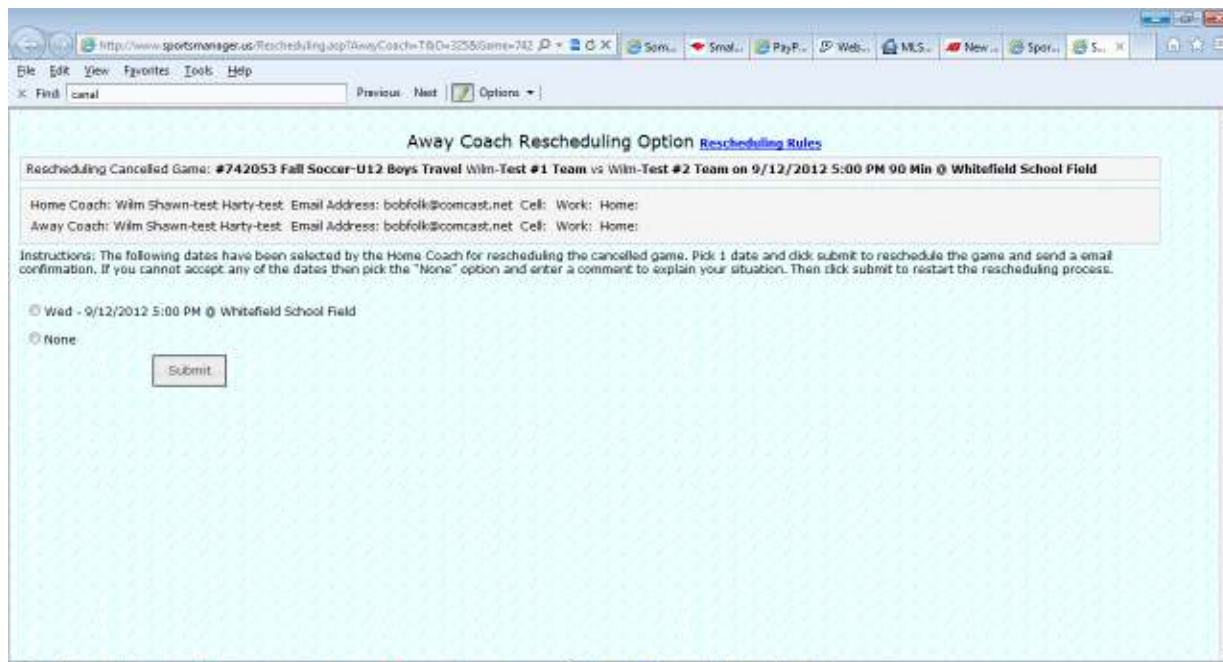 http://www.sportsmanager.us/Rescheduling.asp?AwayCoach=T&ID=3258&Game=742
Som... Smal... PayP... Web... MLS... New ... Spor... S...
File Edit View Favorites Tools Help
x Find: canal Previous Next Options
Away Coach Rescheduling Option Rescheduling Rules
Rescheduling Cancelled Game: #742053 Fall Soccer-U12 Boys Travel Wilm-Test #1 Team vs Wilm-Test #2 Team on 9/12/2012 5:00 PM 90 Min @ Whitefield School Field
Home Coach: Wilm Shawn-test Harty-test Email Address: bobfolk@comcast.net Cell: Work: Home:
Away Coach: Wilm Shawn-test Harty-test Email Address: bobfolk@comcast.net Cell: Work: Home:
Instructions: The following dates have been selected by the Home Coach for rescheduling the cancelled game. Pick 1 date and click submit to reschedule the game and send a email
confirmation. If you cannot accept any of the dates then pick the "None" option and enter a comment to explain your situation. Then click submit to restart the rescheduling process.
Wed - 9/12/2012 5:00 PM @ Whitefield School Field
None
Submit